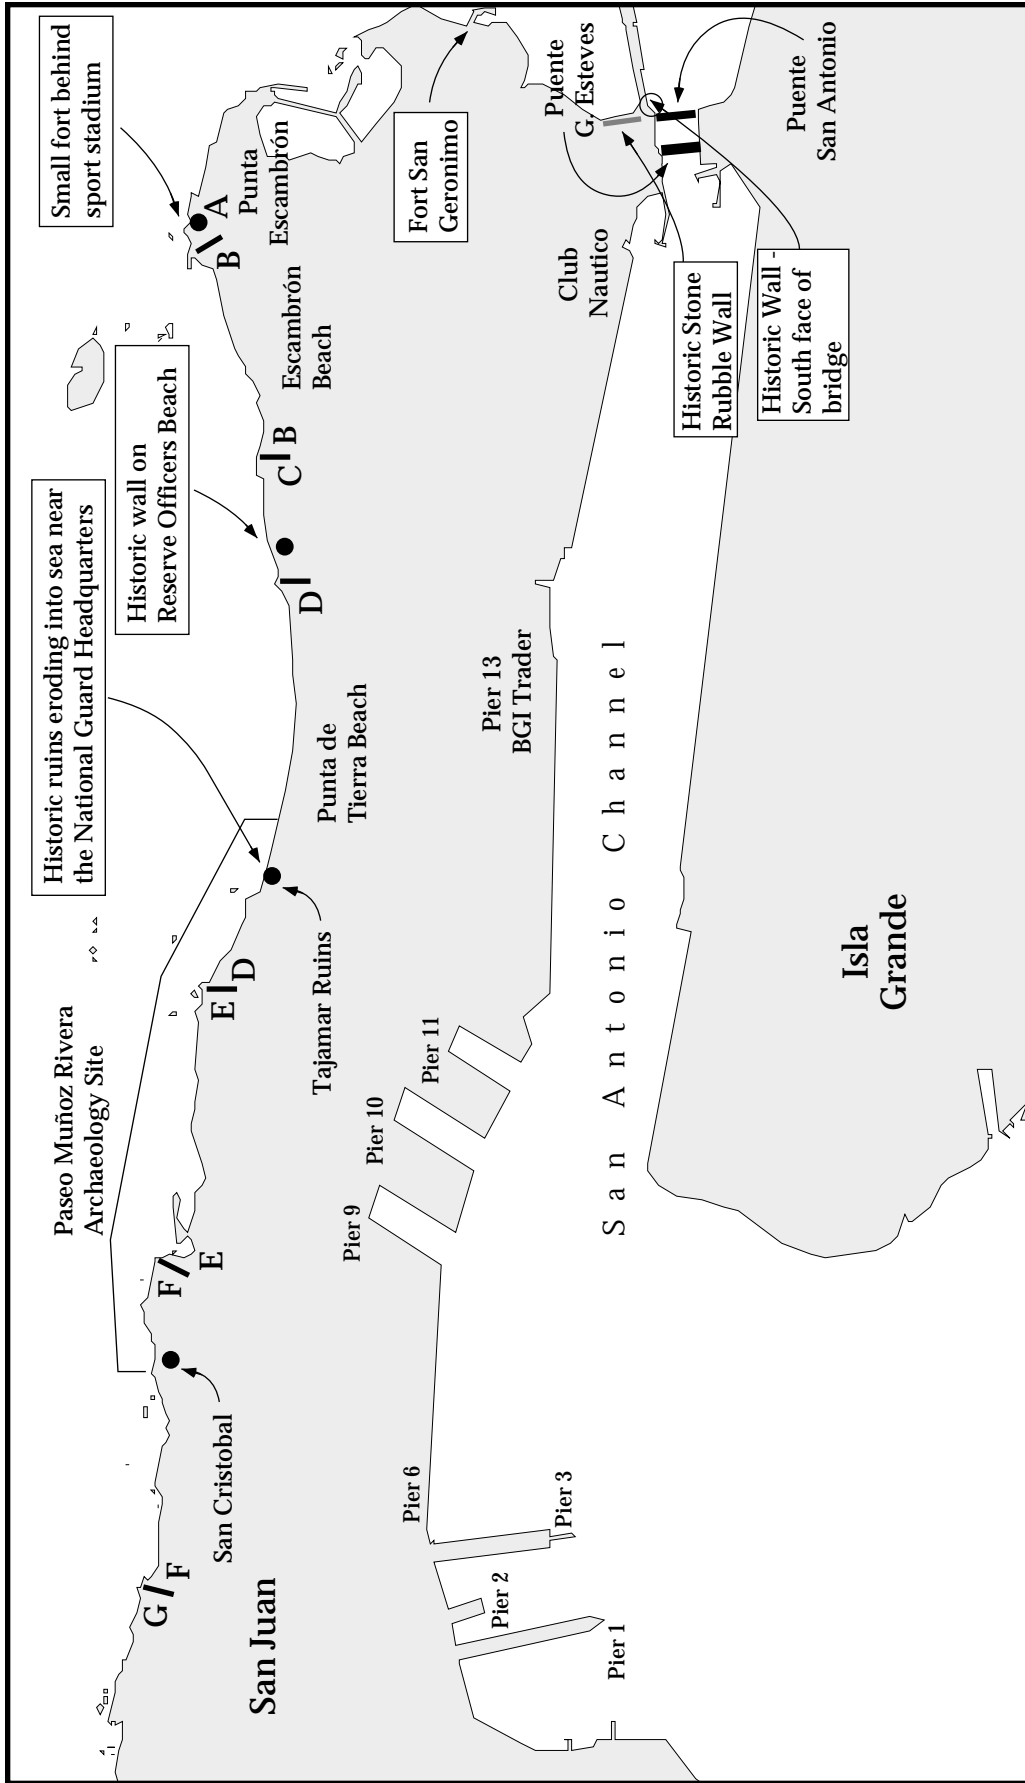 Small fort behind
sport stadium
Historic wall on
Reserve Officers Beach
Historic ruins eroding into sea near
the National Guard Headquarters
Paseo Muñoz Rivera
Archaeology Site
G
F
F
E
E
D
D
C
B
B
A
Punta
Escambrón
Escambrón
Beach
Fort San
Geronimo
Puente
G. Esteves
Puente
San Antonio
Club
Nautico
Historic Stone
Rubble Wall
Historic Wall -
South face of
bridge
Punta de
Tierra Beach
Tajamar Ruins
San Cristobal
San Juan
Pier 13
BGI Trader
Pier 11
Pier 10
Pier 9
Pier 6
Pier 3
Pier 2
Pier 1
San Antonio Channel
Isla
Grande